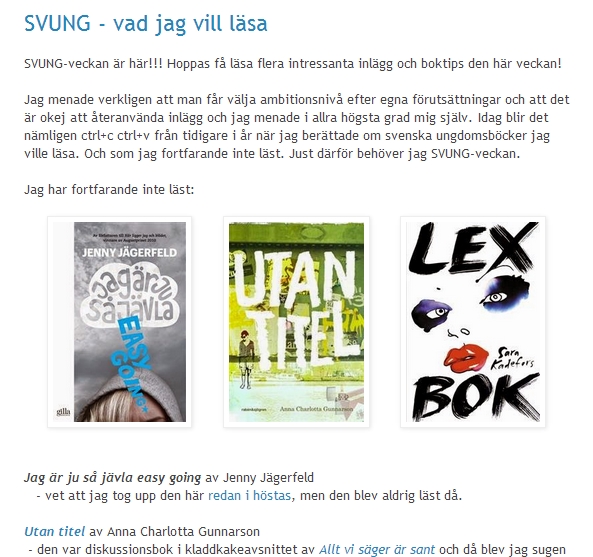 SVUNG - vad jag vill läsa
SVUNG-veckan är här!!! Hoppas få läsa flera intressanta inlägg och boktips den här veckan!
Jag menade verkligen att man får välja ambitionsnivå efter egna förutsättningar och att det
är okej att återanvända inlägg och jag menade i allra högsta grad mig själv. Idag blir det
nämligen ctrl+c ctrl+v från tidigare i år när jag berättade om svenska ungdomsböcker jag
ville läsa. Och som jag fortfarande inte läst. Just därför behöver jag SVUNG-veckan.
Jag har fortfarande inte läst:
JENNY JÄGERFELD
Jag är ju
så jävla
EASY
GOING
gilla
UTAN
TITEL
Anna Charlotta Gunnarson
LEX
Sara
Kadefors
BOK
Jag är ju så jävla easy going av Jenny Jägerfeld
- vet att jag tog upp den här redan i höstas, men den blev aldrig läst då.
Utan titel av Anna Charlotta Gunnarson
- den var diskussionsbok i kladdkakeavsnittet av Allt vi säger är sant och då blev jag sugen